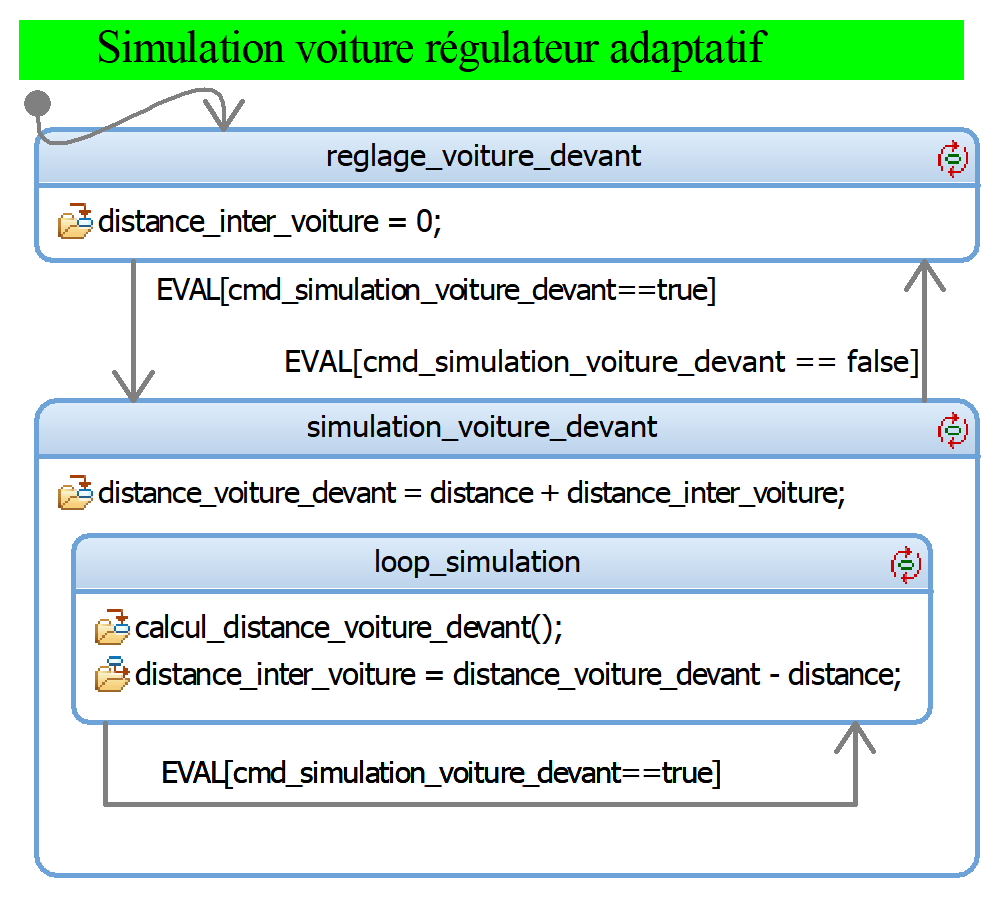 Simulation voiture régulateur adaptatif
reglage_voiture_devant
distance_inter_voiture = 0;
EVAL[cmd_simulation_voiture_devant==true]
EVAL[cmd_simulation_voiture_devant == false]
simulation_voiture_devant
distance_voiture_devant = distance + distance_inter_voiture;
loop_simulation
calcul_distance_voiture_devant();
distance_inter_voiture = distance_voiture_devant - distance;
EVAL[cmd_simulation_voiture_devant==true]